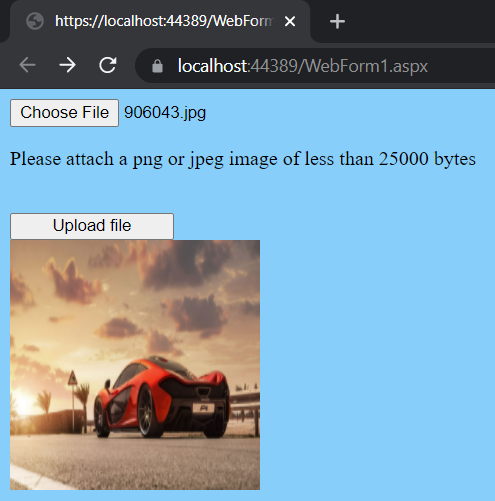 https://localhost:44389/WebForm
localhost:44389/WebForm1.aspx
Choose File 906043.jpg
Please attach a png or jpeg image of less than 25000 bytes
Upload file